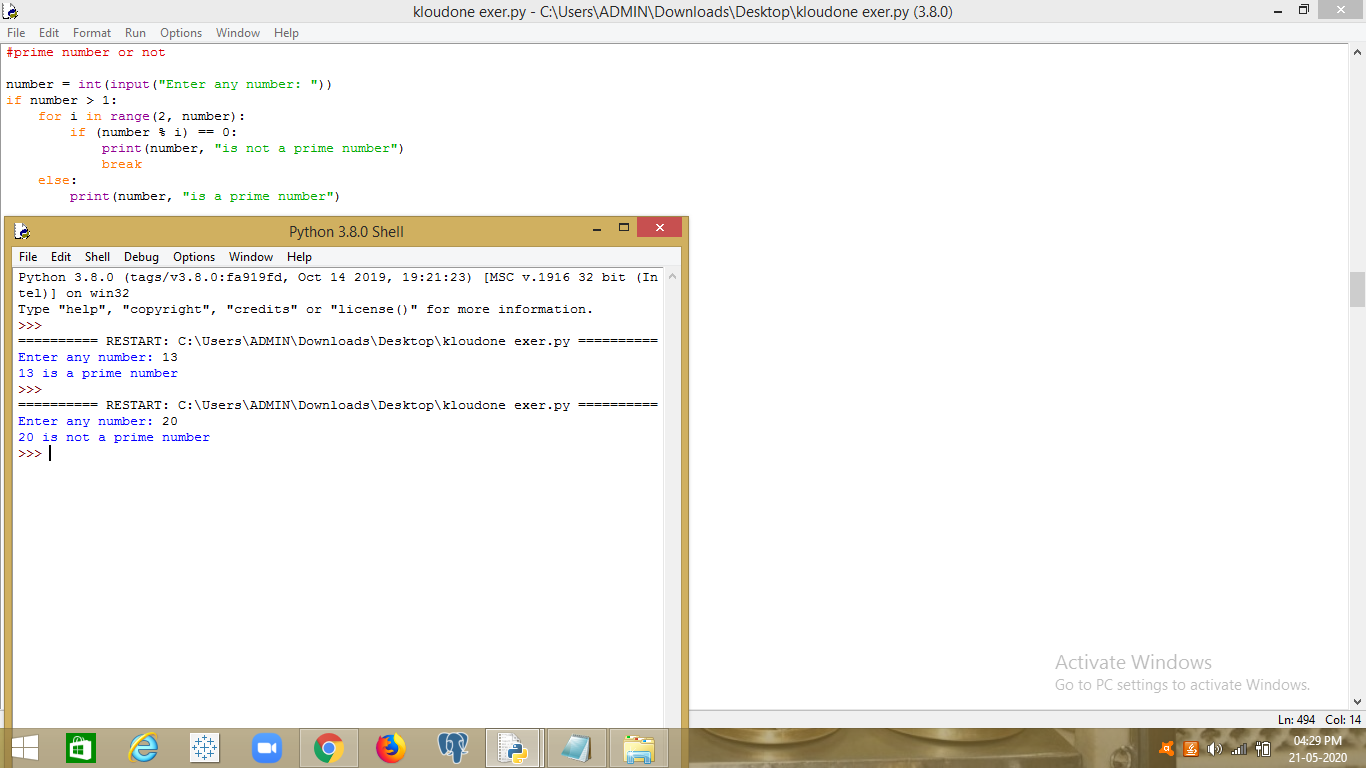 kloudone exer.py - C:\Users\ADMIN\Downloads\Desktop\kloudone exer.py (3.8.0)
File Edit Format Run Options Window Help
#prime number or not
number = int(input("Enter any number: "))
if number > 1:
    for i in range(2, number):
        if (number % i) == 0:
            print(number, "is not a prime number")
            break
    else:
        print(number, "is a prime number")
Python 3.8.0 Shell
File Edit Shell Debug Options Window Help
Python 3.8.0 (tags/v3.8.0:fa919fd, Oct 14 2019, 19:21:23) [MSC v.1916 32 bit (In
tel)] on win32
Type "help", "copyright", "credits" or "license()" for more information.
>>>
========== RESTART: C:\Users\ADMIN\Downloads\Desktop\kloudone exer.py ==========
Enter any number: 13
13 is a prime number
>>>
========== RESTART: C:\Users\ADMIN\Downloads\Desktop\kloudone exer.py ==========
Enter any number: 20
20 is not a prime number
>>>
Activate Windows
Go to PC settings to activate Windows.
Ln: 494 Col: 14
04:29 PM
21-05-2020